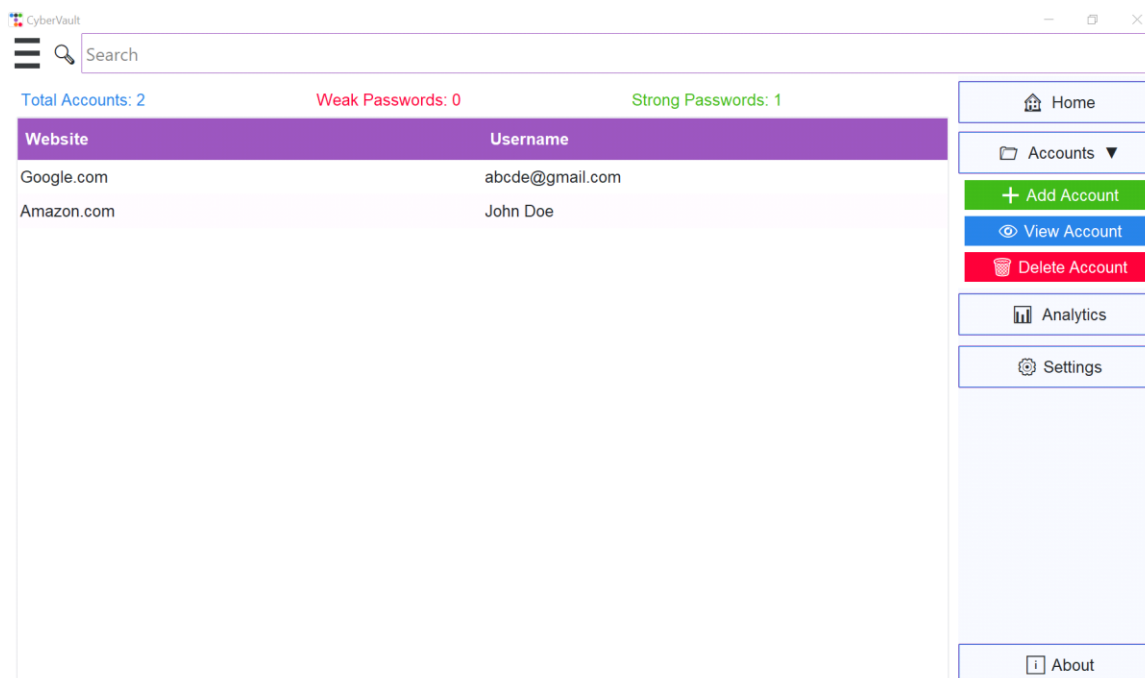 CyberVault
Search
Total Accounts: 2 Weak Passwords: 0 Strong Passwords: 1
Website Username
Google.com abcde@gmail.com
Amazon.com John Doe
Home
Accounts ▼
Add Account
View Account
Delete Account
Analytics
Settings
About